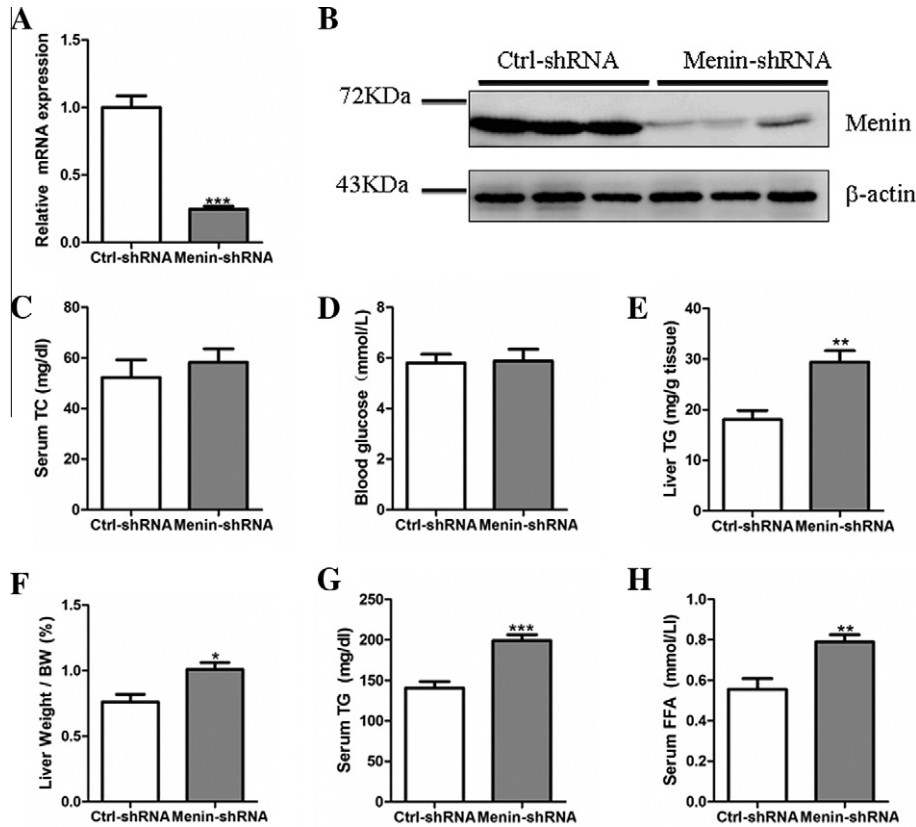 A
Relative mRNA expression
1.5
1.0
0.5
0.0
***
Ctrl-shRNA Menin-shRNA
B
Ctrl-shRNA Menin-shRNA
72KDa
Menin
43KDa
β-actin
C
Serum TC (mg/dl)
80
60
40
20
0
Ctrl-shRNA Menin-shRNA
D
Blood glucose (mmol/L)
8
6
4
2
0
Ctrl-shRNA Menin-shRNA
E
Liver TG (mg/g tissue)
40
30
20
10
0
**
Ctrl-shRNA Menin-shRNA
F
Liver Weight / BW (%)
1.5
1.0
0.5
0.0
*
Ctrl-shRNA Menin-shRNA
G
Serum TG (mg/dl)
250
200
150
100
50
0
***
Ctrl-shRNA Menin-shRNA
H
Serum FFA (mmol/Ll)
1.0
0.8
0.6
0.4
0.2
0.0
**
Ctrl-shRNA Menin-shRNA